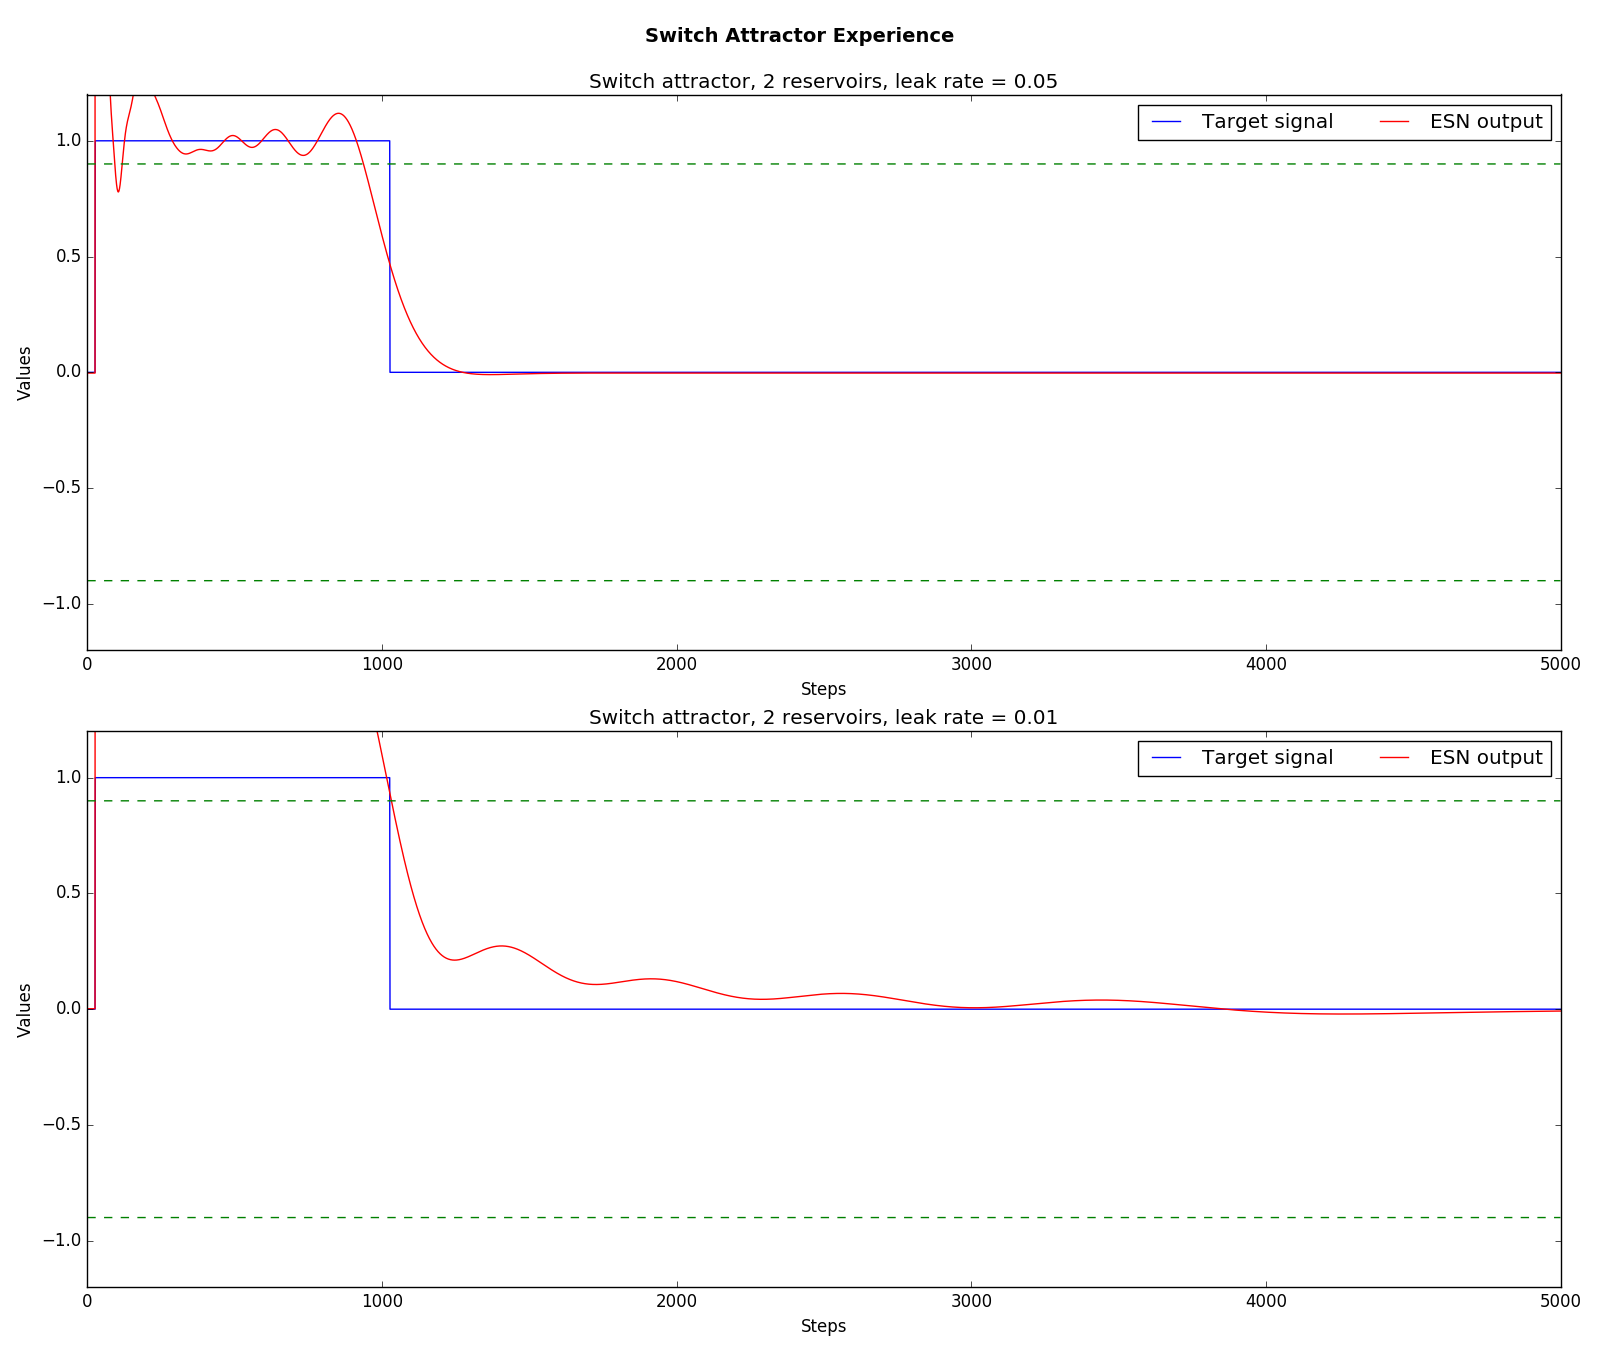 Switch Attractor Experience
Switch attractor, 2 reservoirs, leak rate = 0.05
Target signal ESN output
1.0
0.5
0.0
−0.5
−1.0
Values
0 1000 2000 3000 4000 5000
Steps
Switch attractor, 2 reservoirs, leak rate = 0.01
Target signal ESN output
1.0
0.5
0.0
−0.5
−1.0
Values
0 1000 2000 3000 4000 5000
Steps